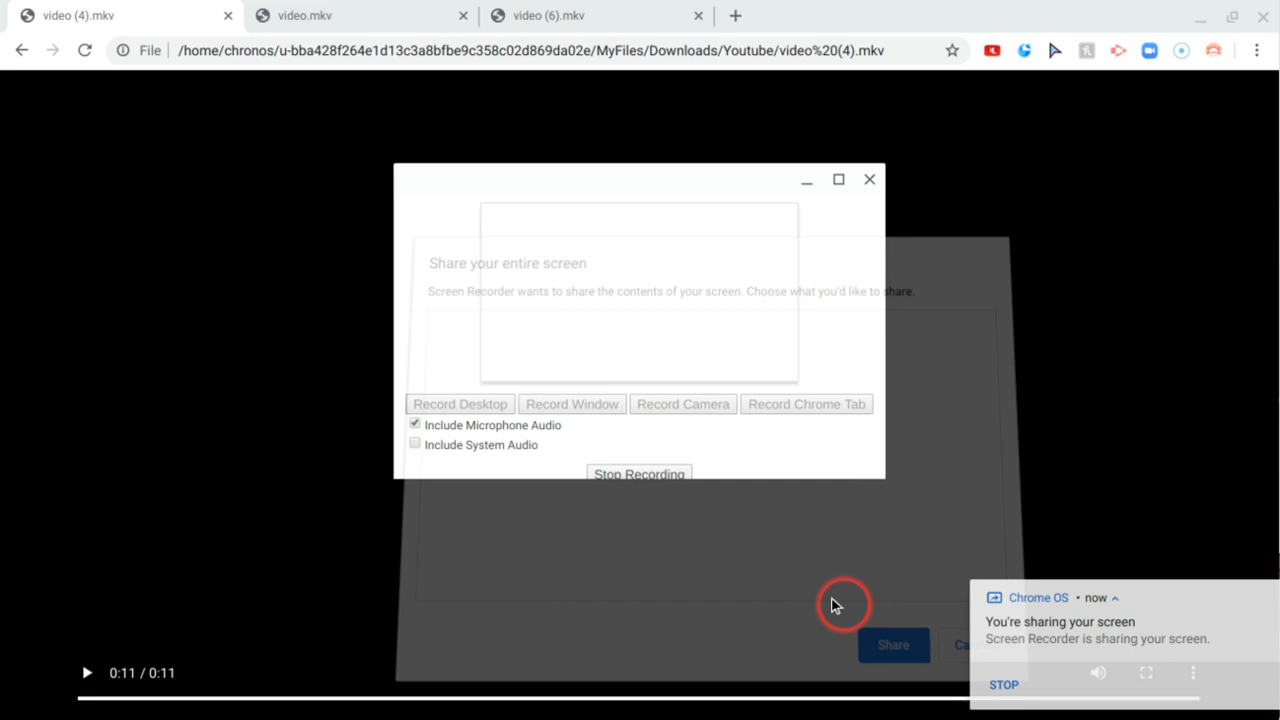 video (4).mkv
video.mkv
video (6).mkv
File
/home/chronos/u-bba428f264e1d13c3a8bfbe9c358c02d869da02e/MyFiles/Downloads/Youtube/video%20(4).mkv
Share your entire screen
Screen Recorder wants to share the contents of your screen. Choose what you'd like to share.
Record Desktop
Record Window
Record Camera
Record Chrome Tab
Include Microphone Audio
Include System Audio
Stop Recording
Chrome OS • now
You're sharing your screen
Screen Recorder is sharing your screen.
Share
Ca
STOP
0:11 / 0:11